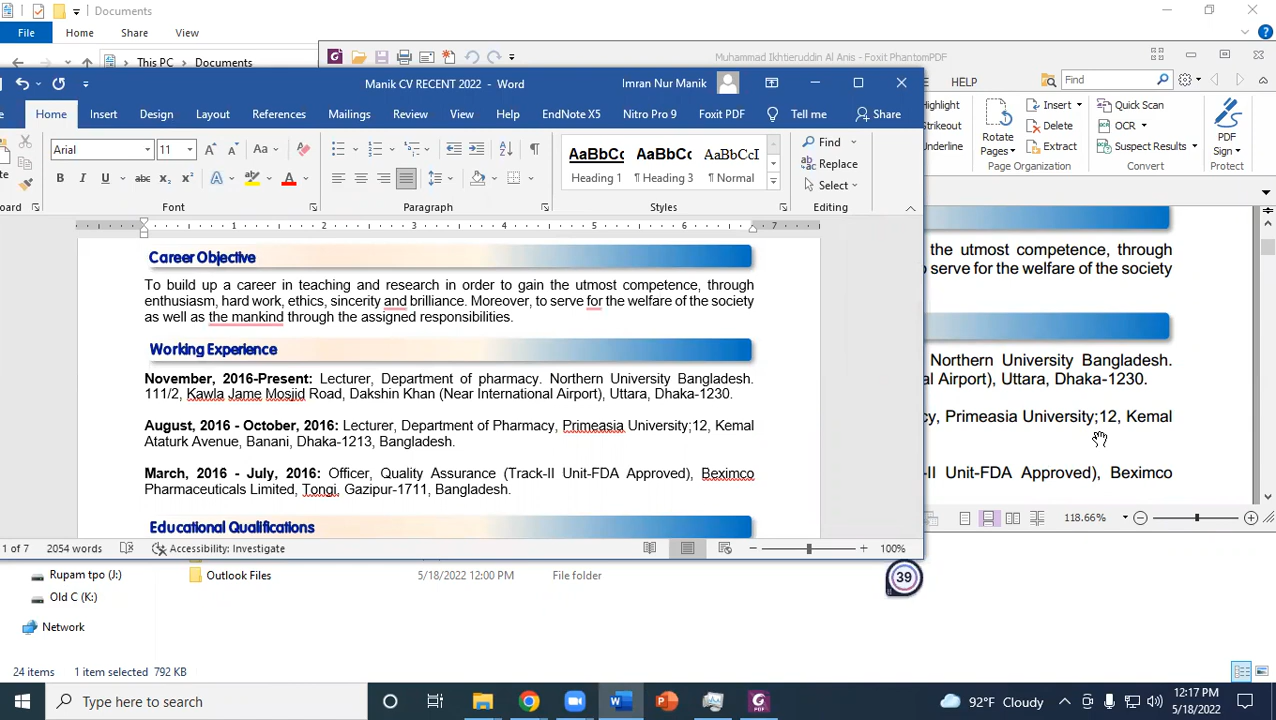 Documents
File Home Share View
This PC Documents
Muhammad Ikhtieruddin Al Anis - Foxit PhantomPDF
HELP Find
Highlight
Strikeout
Underline
Rotate Pages
Insert
Delete
Extract
Page Organization
Quick Scan
OCR
Suspect Results
Convert
PDF Sign
Protect
Manik CV RECENT 2022 - Word
Imran Nur Manik
Home Insert Design Layout References Mailings Review View Help EndNote X5 Nitro Pro 9 Foxit PDF Tell me Share
Arial 11
Font
Paragraph
AaBbCc AaBbCc AaBbCcI
Heading 1 ¶ Heading 3 ¶ Normal
Styles
Find
Replace
Select
Editing
oard
1 2 3 4 5 6 7
Career Objective
To build up a career in teaching and research in order to gain the utmost competence, through
enthusiasm, hard work, ethics, sincerity and brilliance. Moreover, to serve for the welfare of the society
as well as the mankind through the assigned responsibilities.
Working Experience
November, 2016-Present: Lecturer, Department of pharmacy. Northern University Bangladesh.
111/2, Kawla Jame Mosjid Road, Dakshin Khan (Near International Airport), Uttara, Dhaka-1230.
August, 2016 - October, 2016: Lecturer, Department of Pharmacy, Primeasia University;12, Kemal
Ataturk Avenue, Banani, Dhaka-1213, Bangladesh.
March, 2016 - July, 2016: Officer, Quality Assurance (Track-II Unit-FDA Approved), Beximco
Pharmaceuticals Limited, Tongi, Gazipur-1711, Bangladesh.
Educational Qualifications
1 of 7 2054 words Accessibility: Investigate 100%
the utmost competence, through
o serve for the welfare of the society
Northern University Bangladesh.
al Airport), Uttara, Dhaka-1230.
cy, Primeasia University;12, Kemal
-II Unit-FDA Approved), Beximco
118.66%
39
Rupam tpo (J:)
Old C (K:)
Network
Outlook Files 5/18/2022 12:00 PM File folder
24 items 1 item selected 792 KB
Type here to search
92°F Cloudy
12:17 PM
5/18/2022